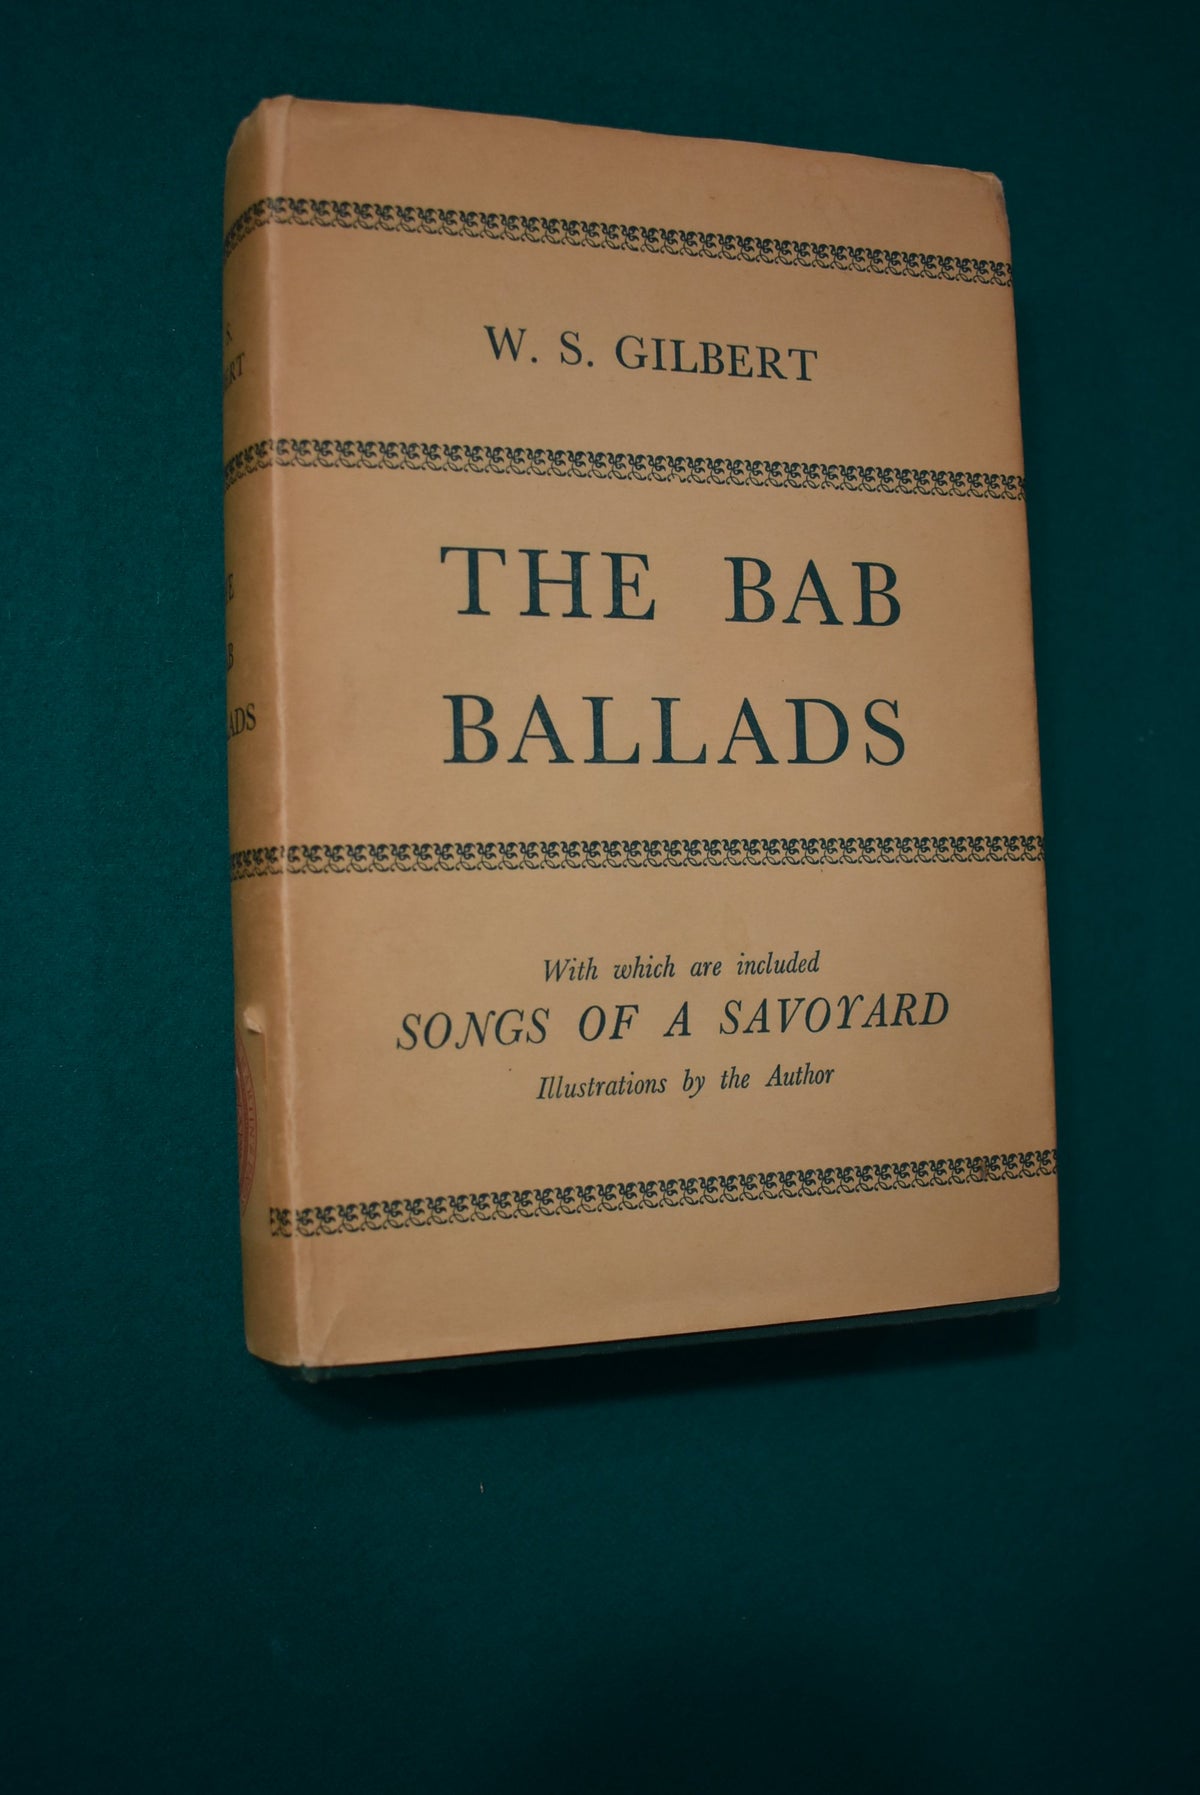 W. S. GILBERT
THE BAB
BALLADS
With which are included
SONGS OF A SAVOYARD
Illustrations by the Author
S.